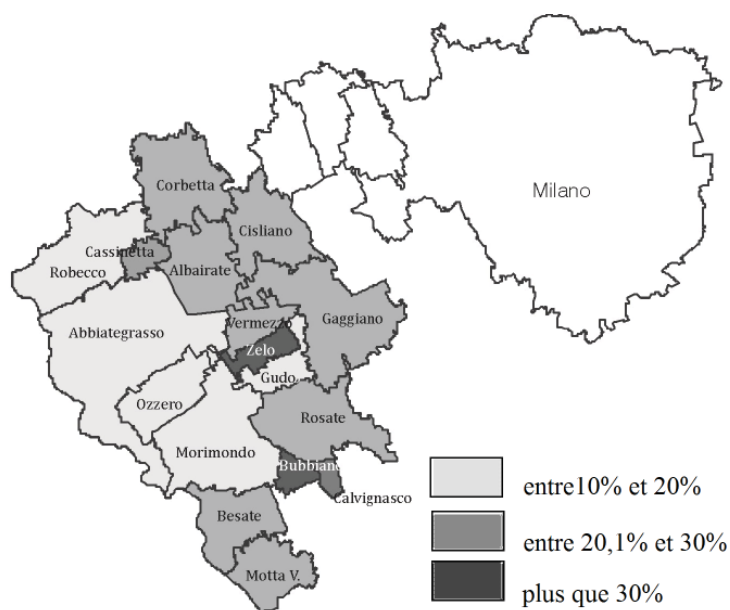 Milano
Corbetta
Cisliano
Cassinetta
Robecco
Albairate
Vermezzo
Gaggiano
Abbiategrasso
Zelo
Gudo
Ozzero
Rosate
Morimondo
Bubbiano
Calvignasco
Besate
Motta V.
entre10% et 20%
entre 20,1% et 30%
plus que 30%